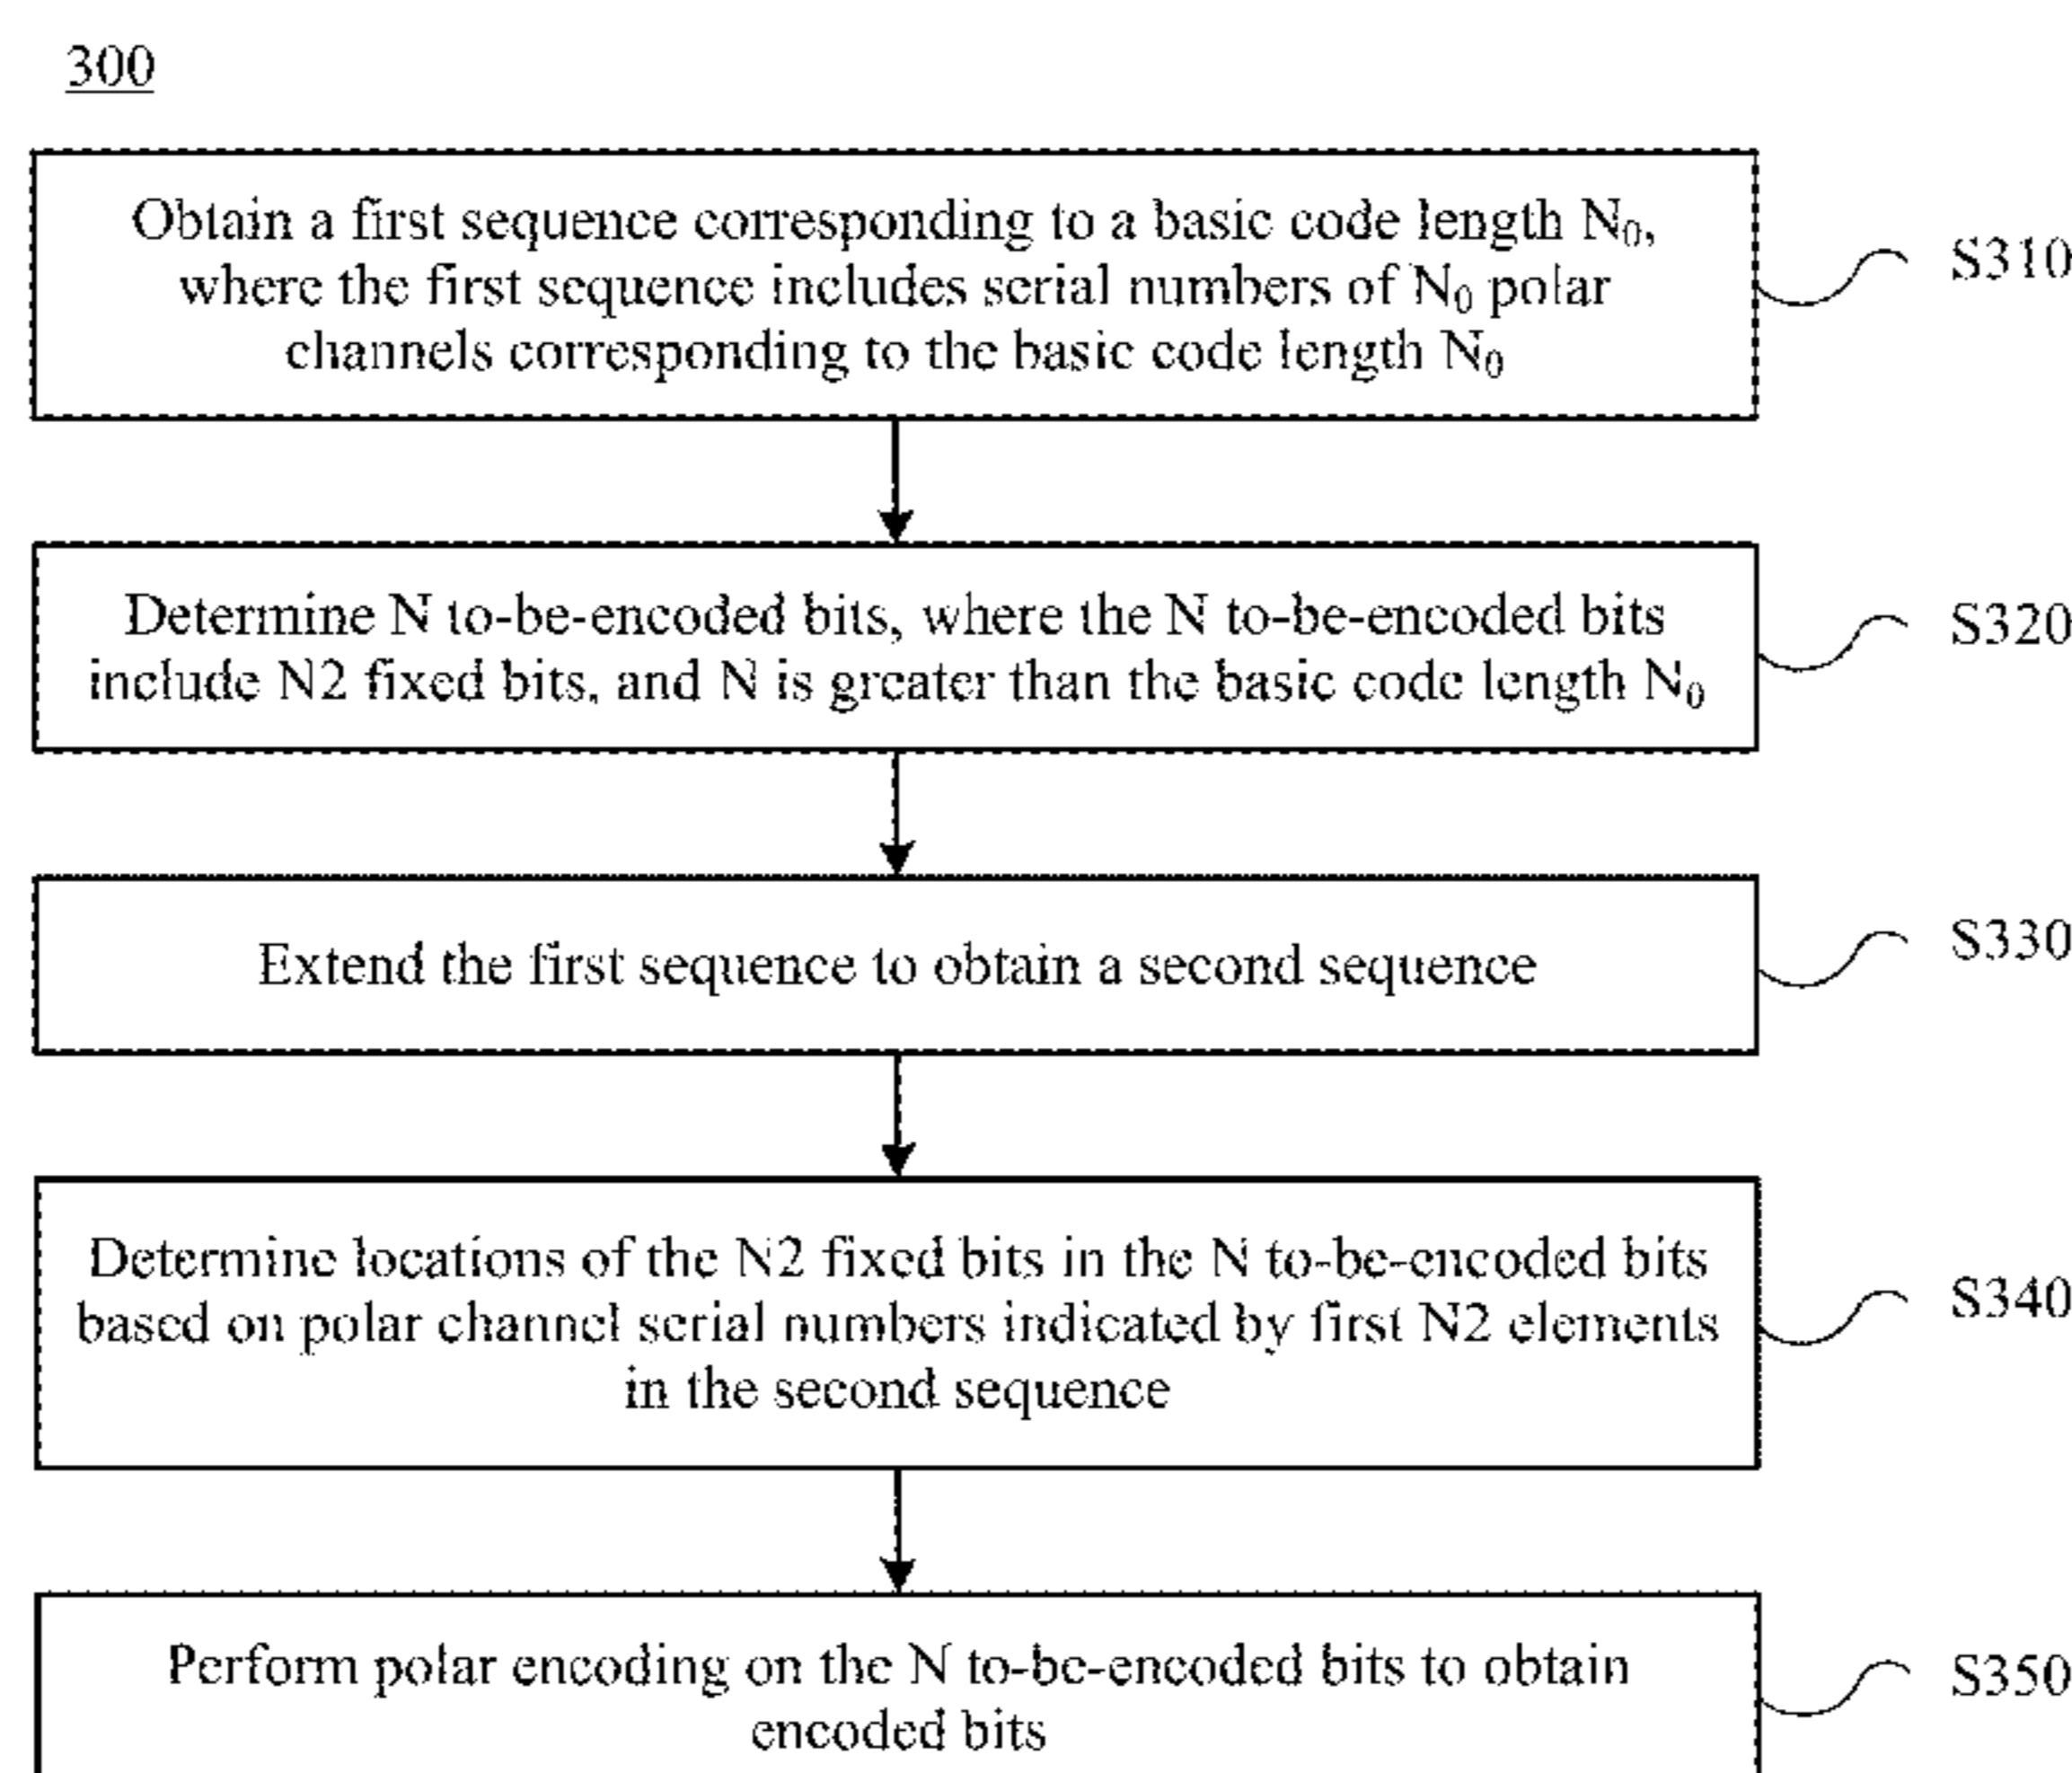 300
Obtain a first sequence corresponding to a basic code length N₀,
where the first sequence includes serial numbers of N₀ polar
channels corresponding to the basic code length N₀
S310
Determine N to-be-encoded bits, where the N to-be-encoded bits
include N2 fixed bits, and N is greater than the basic code length N₀
S320
Extend the first sequence to obtain a second sequence
S330
Determine locations of the N2 fixed bits in the N to-be-encoded bits
based on polar channel serial numbers indicated by first N2 elements
in the second sequence
S340
Perform polar encoding on the N to-be-encoded bits to obtain
encoded bits
S350